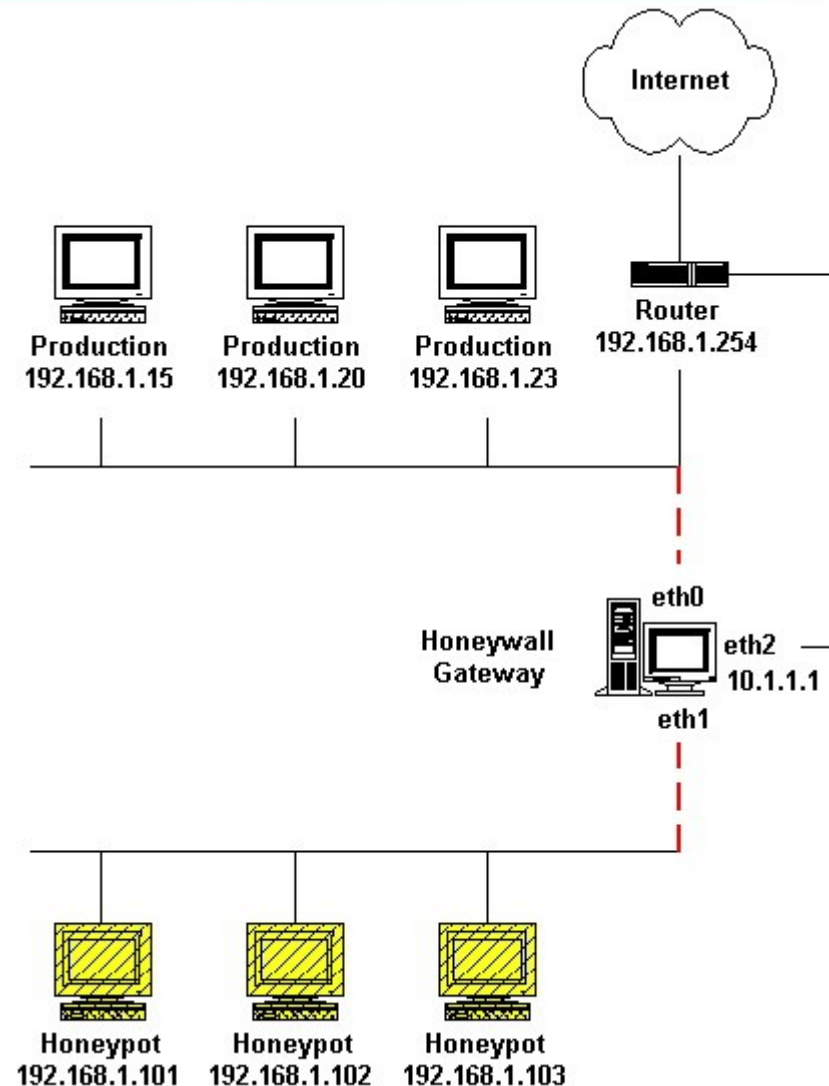 Internet
Production
192.168.1.15
Production
192.168.1.20
Production
192.168.1.23
Router
192.168.1.254
Honeywall
Gateway
eth0
eth2
10.1.1.1
eth1
Honeypot
192.168.1.101
Honeypot
192.168.1.102
Honeypot
192.168.1.103